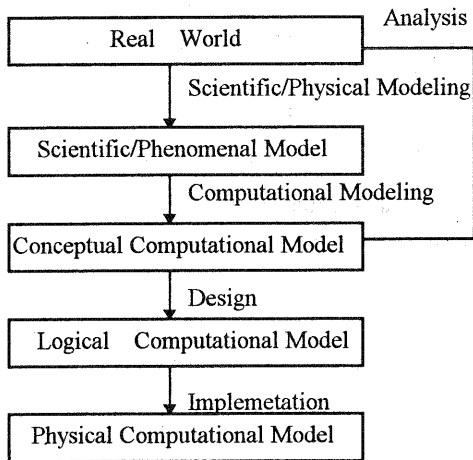 Analysis
Real World
Scientific/Physical Modeling
Scientific/Phenomenal Model
Computational Modeling
Conceptual Computational Model
Design
Logical Computational Model
Implemetation
Physical Computational Model